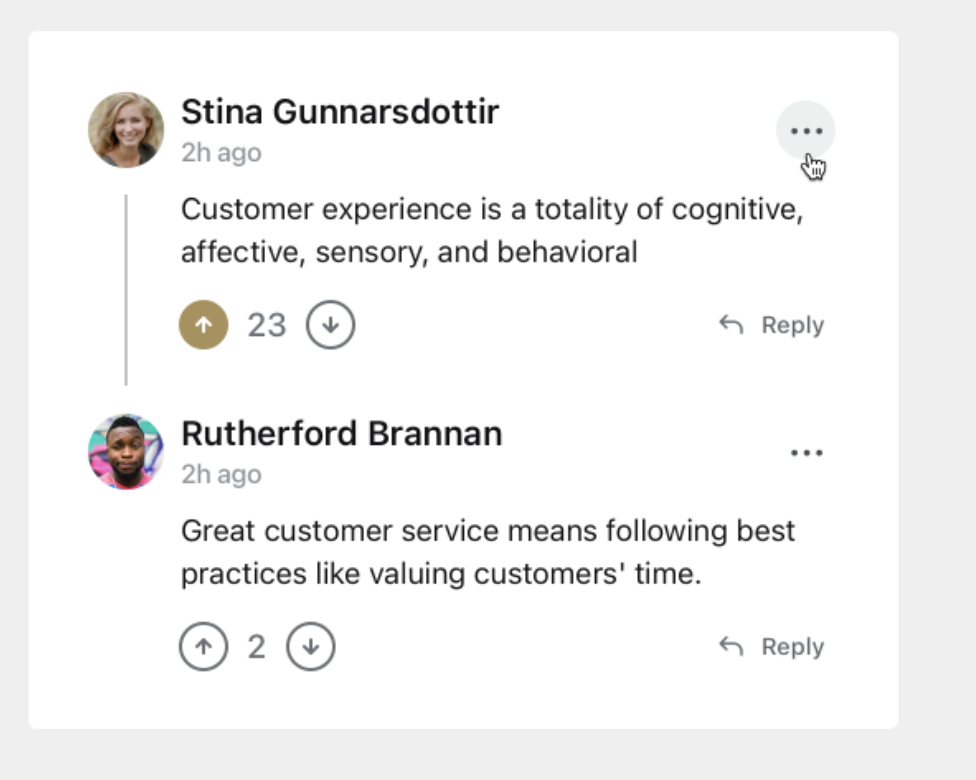 Stina Gunnarsdottir
2h ago
Customer experience is a totality of cognitive,
affective, sensory, and behavioral
23
Reply
Rutherford Brannan
2h ago
Great customer service means following best
practices like valuing customers' time.
2
Reply